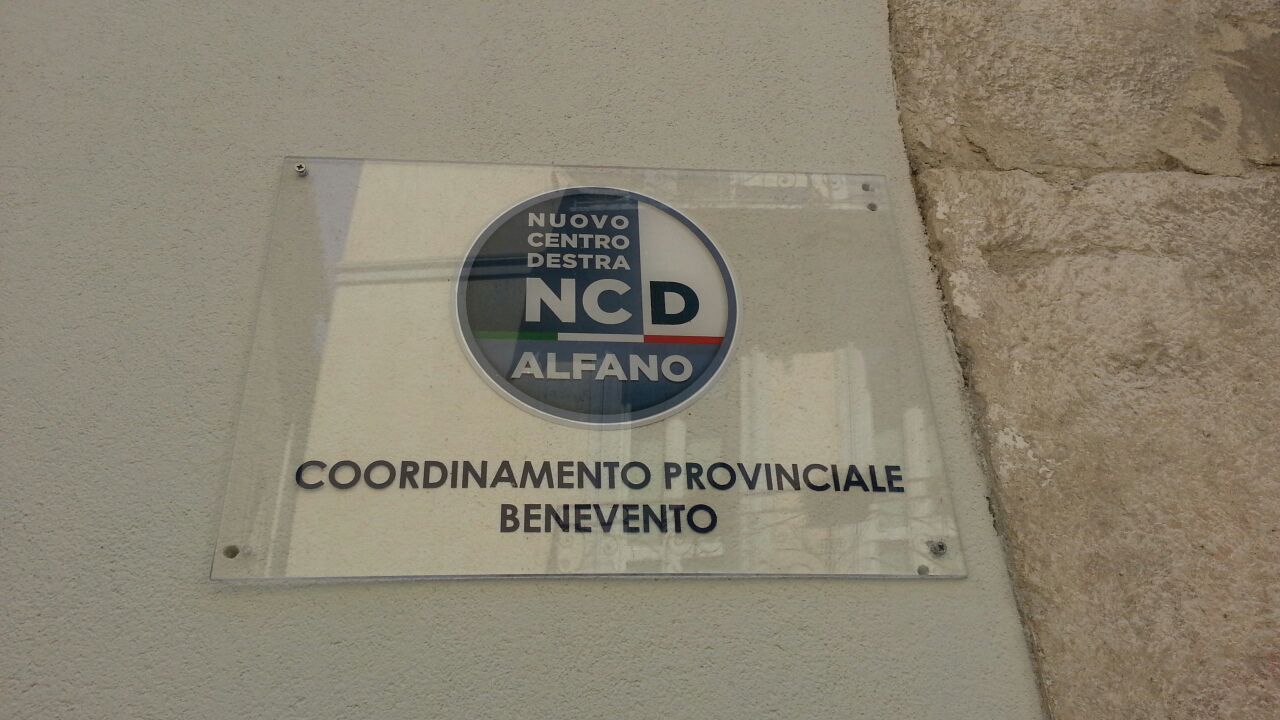 NUOVO
CENTRO
DESTRA
NCD
ALFANO
COORDINAMENTO PROVINCIALE
BENEVENTO